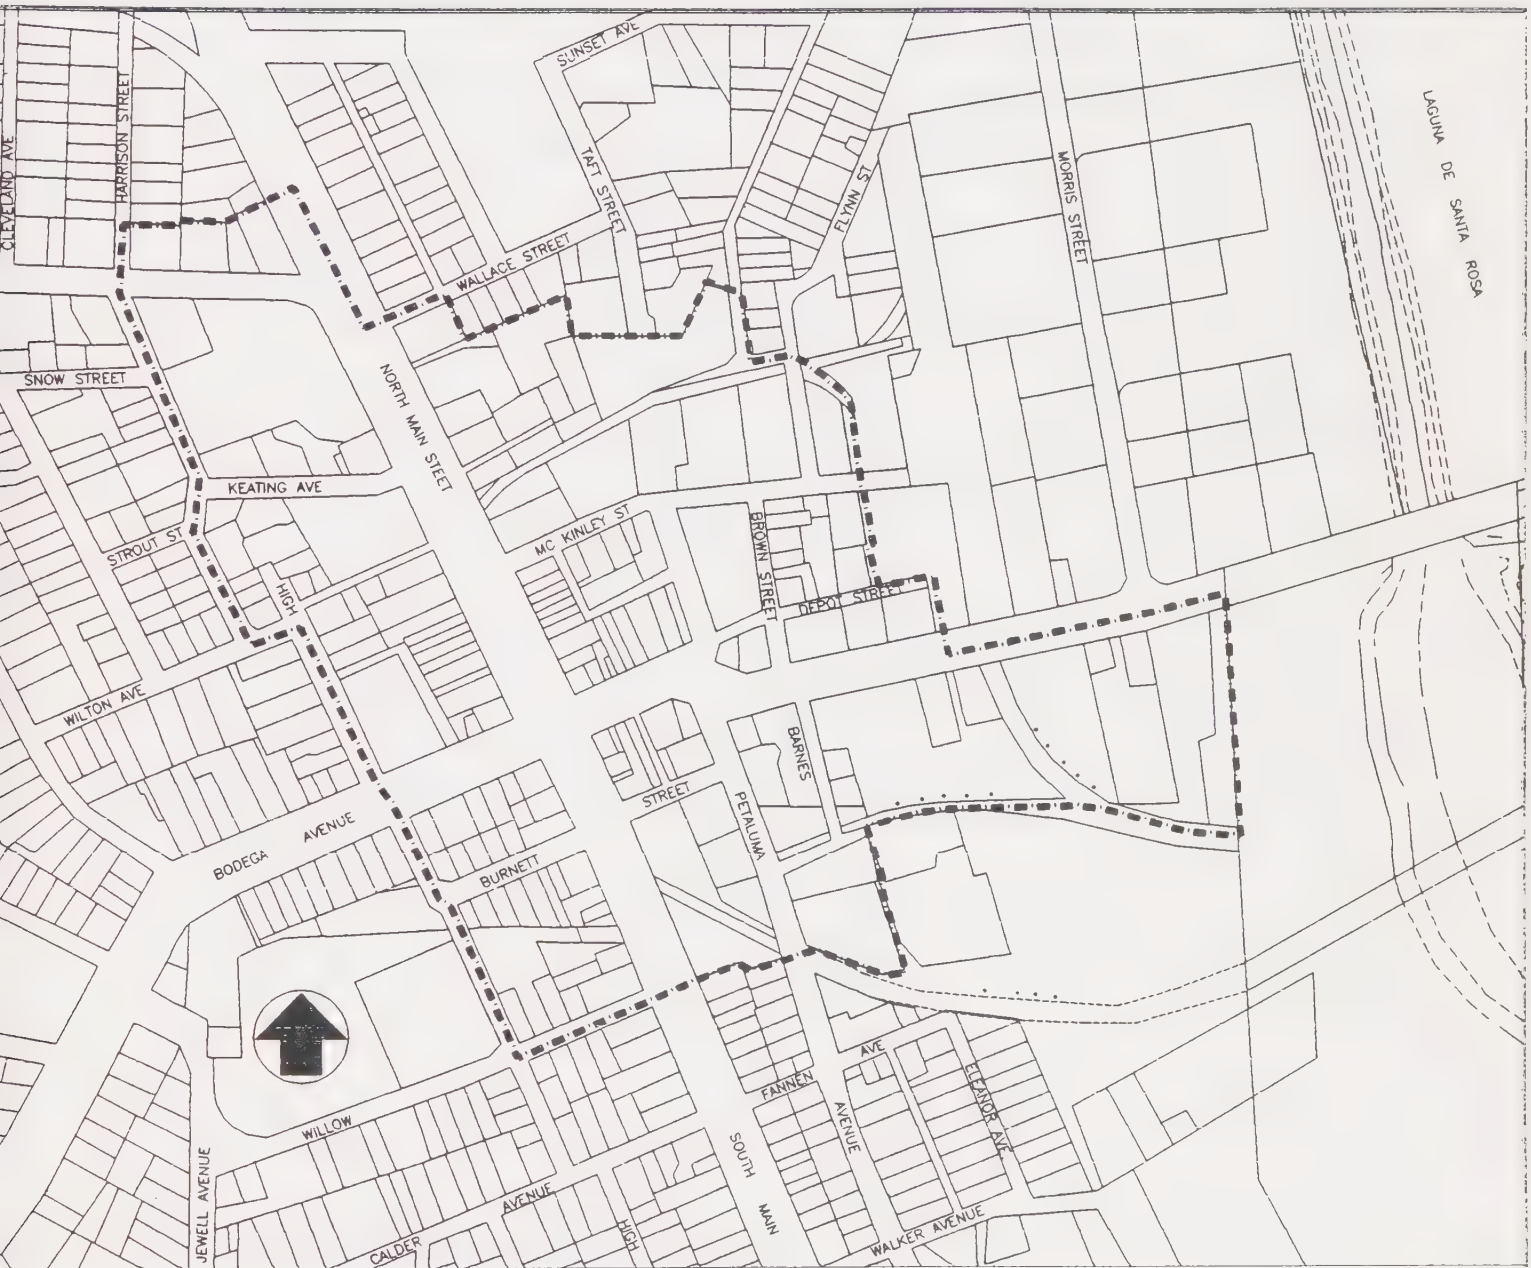 SUNSET AVE
HARRISON STREET
CLEVELAND AVE
TAFT STREET
FLYNN ST
MORRIS STREET
LAGUNA DE SANTA ROSA
WALLACE STREET
SNOW STREET
NORTH MAIN STEET
KEATING AVE
STROUT ST
MC KINLEY ST
BROWN STREET
HIGH
DEPOT STREET
WILTON AVE
BARNES
STREET
PETALUMA
BODEGA AVENUE
BURNETT
AVE
FANNEN
ELEANOR AVE.
AVENUE
WILLOW
SOUTH MAIN
JEWELL AVENUE
AVENUE
HIGH
WALKER AVENUE
CALDER